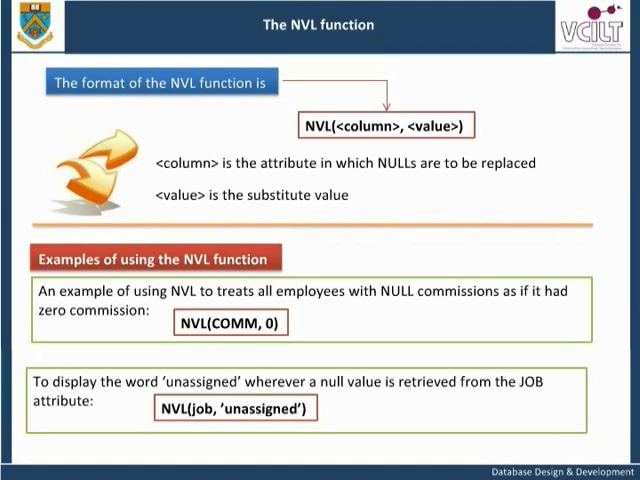 The NVL function
VCILT
The format of the NVL function is
NVL(<column>, <value>)
<column> is the attribute in which NULLs are to be replaced
<value> is the substitute value
Examples of using the NVL function
An example of using NVL to treats all employees with NULL commissions as if it had
zero commission:
NVL(COMM, 0)
To display the word ‘unassigned’ wherever a null value is retrieved from the JOB
attribute:
NVL(job, ’unassigned’)
Database Design & Development